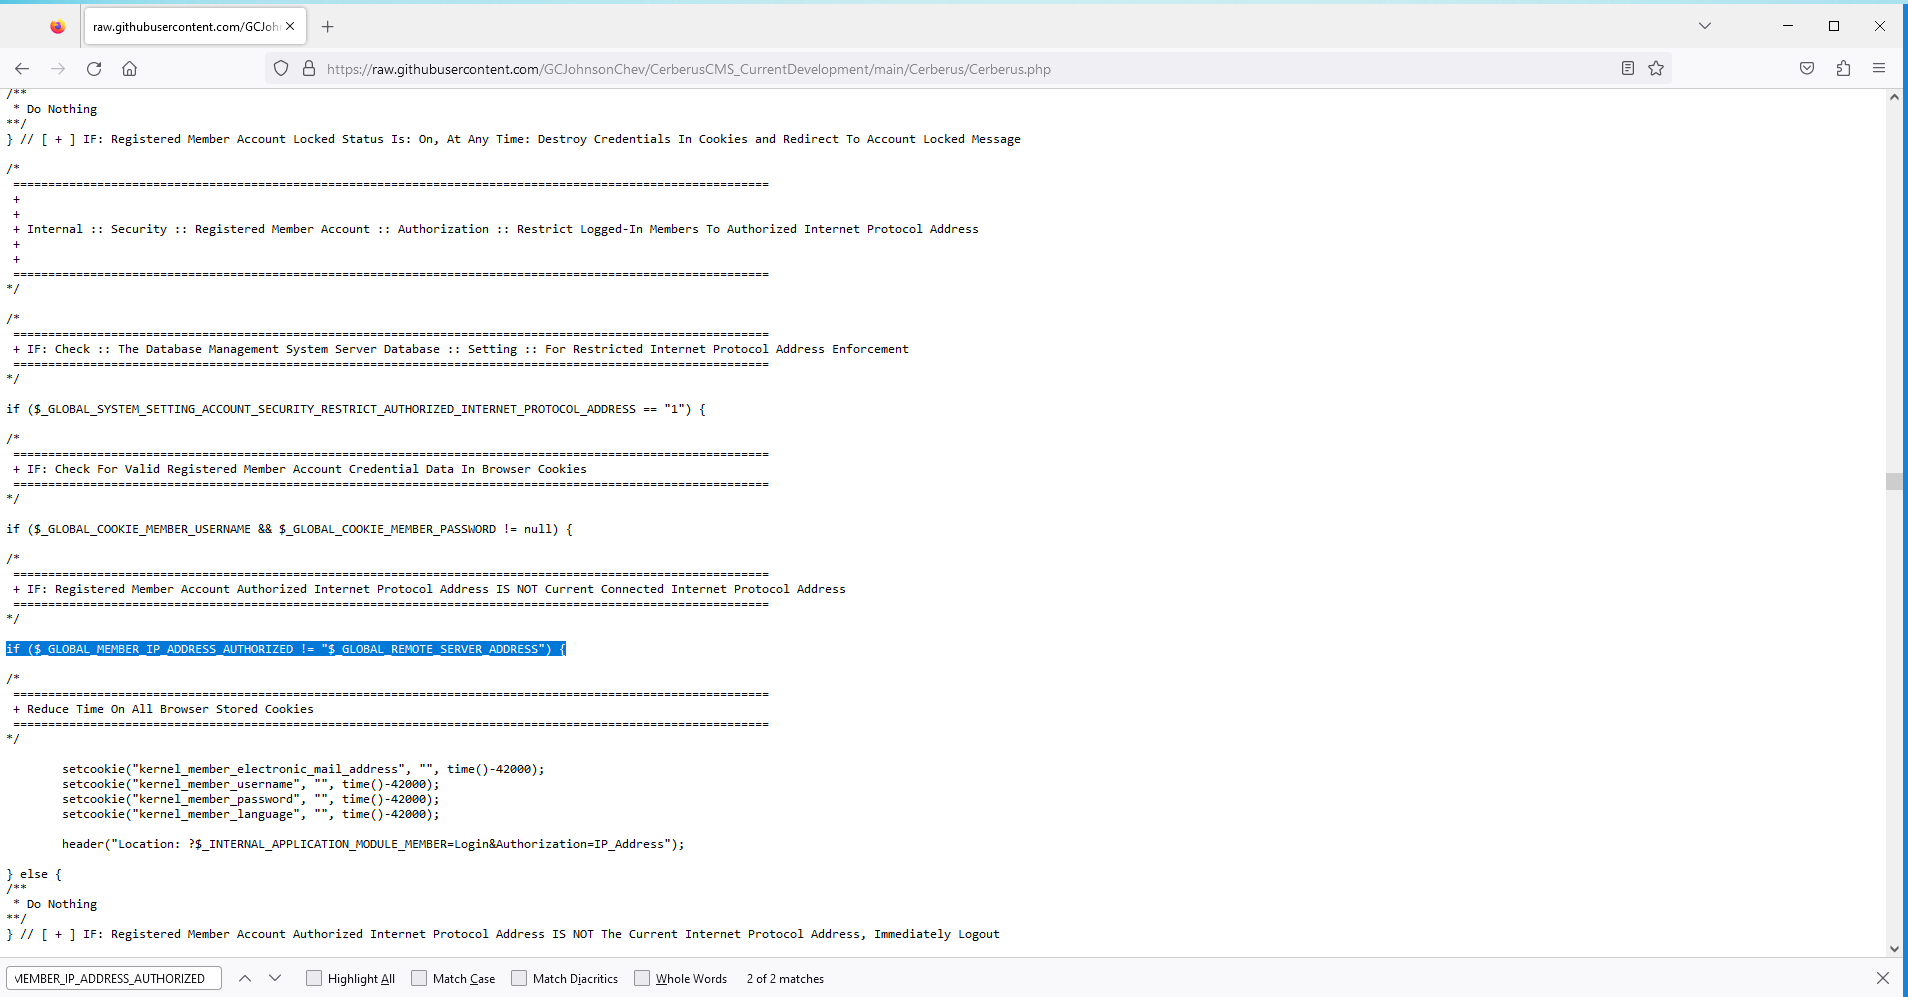 raw.githubusercontent.com/GCJoh
https://raw.githubusercontent.com/GCJohnsonChev/CerberusCMS_CurrentDevelopment/main/Cerberus/Cerberus.php
/**
 * Do Nothing
**/
} // [ + ] IF: Registered Member Account Locked Status Is: On, At Any Time: Destroy Credentials In Cookies and Redirect To Account Locked Message
/*
============================================================================================================
+
+
+ Internal :: Security :: Registered Member Account :: Authorization :: Restrict Logged-In Members To Authorized Internet Protocol Address
+
+
============================================================================================================
*/
/*
============================================================================================================
+ IF: Check :: The Database Management System Server Database :: Setting :: For Restricted Internet Protocol Address Enforcement
============================================================================================================
*/
if ($_GLOBAL_SYSTEM_SETTING_ACCOUNT_SECURITY_RESTRICT_AUTHORIZED_INTERNET_PROTOCOL_ADDRESS == "1") {
/*
============================================================================================================
+ IF: Check For Valid Registered Member Account Credential Data In Browser Cookies
============================================================================================================
*/
if ($_GLOBAL_COOKIE_MEMBER_USERNAME && $_GLOBAL_COOKIE_MEMBER_PASSWORD != null) {
/*
============================================================================================================
+ IF: Registered Member Account Authorized Internet Protocol Address IS NOT Current Connected Internet Protocol Address
============================================================================================================
*/
if ($_GLOBAL_MEMBER_IP_ADDRESS_AUTHORIZED != "$_GLOBAL_REMOTE_SERVER_ADDRESS") {
/*
============================================================================================================
+ Reduce Time On All Browser Stored Cookies
============================================================================================================
*/
setcookie("kernel_member_electronic_mail_address", "", time()-42000);
setcookie("kernel_member_username", "", time()-42000);
setcookie("kernel_member_password", "", time()-42000);
setcookie("kernel_member_language", "", time()-42000);
header("Location: ?$_INTERNAL_APPLICATION_MODULE_MEMBER=Login&Authorization=IP_Address");
} else {
/**
 * Do Nothing
**/
} // [ + ] IF: Registered Member Account Authorized Internet Protocol Address IS NOT The Current Internet Protocol Address, Immediately Logout
MEMBER_IP_ADDRESS_AUTHORIZED Highlight All Match Case Match Diacritics Whole Words 2 of 2 matches